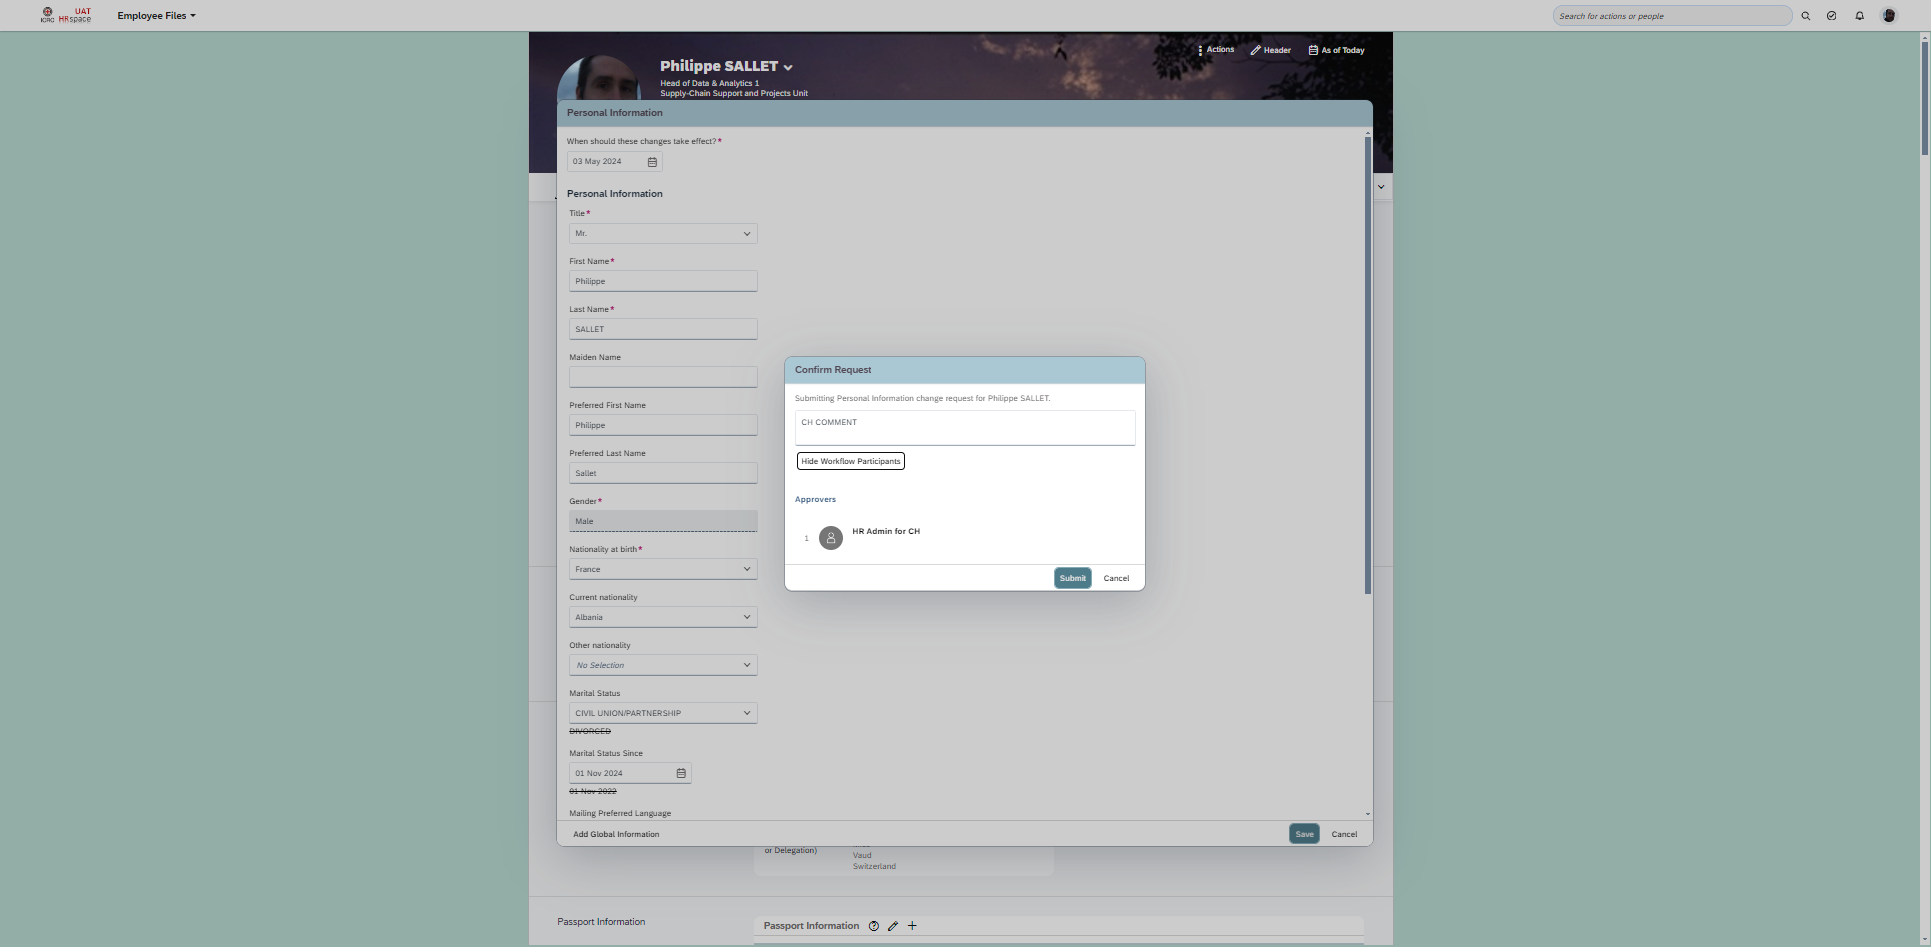 ICRC
UAT
HRspace
Employee Files
Search for actions or people
Actions
Header
As of Today
Philippe SALLET
Head of Data & Analytics 1
Supply-Chain Support and Projects Unit
Personal Information
When should these changes take effect?*
03 May 2024
Personal Information
Title*
Mr.
First Name*
Philippe
Last Name*
SALLET
Maiden Name
Preferred First Name
Philippe
Preferred Last Name
Sallet
Gender*
Male
Nationality at birth*
France
Current nationality
Albania
Other nationality
No Selection
Marital Status
CIVIL UNION/PARTNERSHIP
DIVORCED
Marital Status Since
01 Nov 2024
01 Nov 2022
Mailing Preferred Language
Add Global Information
Save
Cancel
Confirm Request
Submitting Personal Information change request for Philippe SALLET.
CH COMMENT
Hide Workflow Participants
Approvers
1
HR Admin for CH
Submit
Cancel
or Delegation)
Vaud
Switzerland
Passport Information
Passport Information